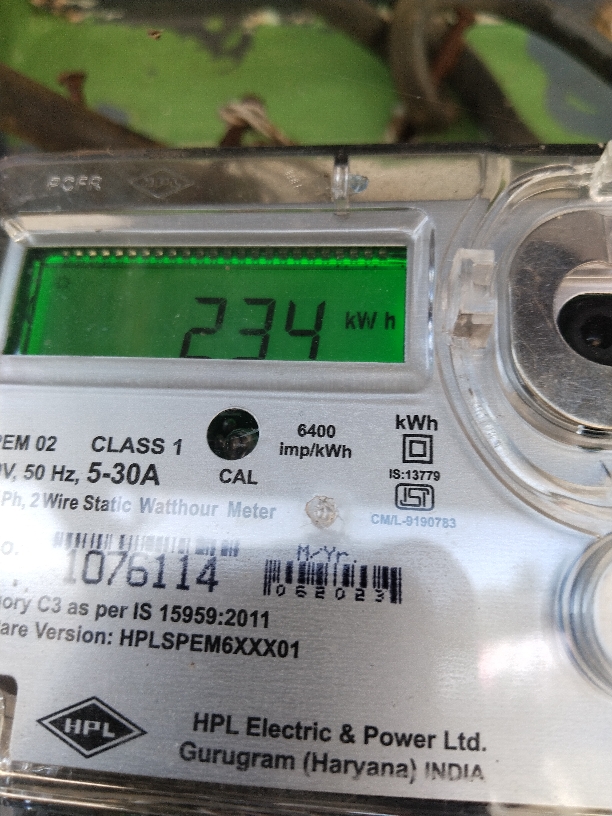 234 kWh
PEM 02 CLASS 1
V, 50 Hz, 5-30A
Ph, 2 Wire Static Watthour Meter
CAL
6400
imp/kWh
kWh
IS:13779
ISI
CM/L-9190783
o.
1076114
M/Yr.
062023
ory C3 as per IS 15959:2011
are Version: HPLSPEM6XXX01
HPL
HPL Electric & Power Ltd.
Gurugram (Haryana) INDIA